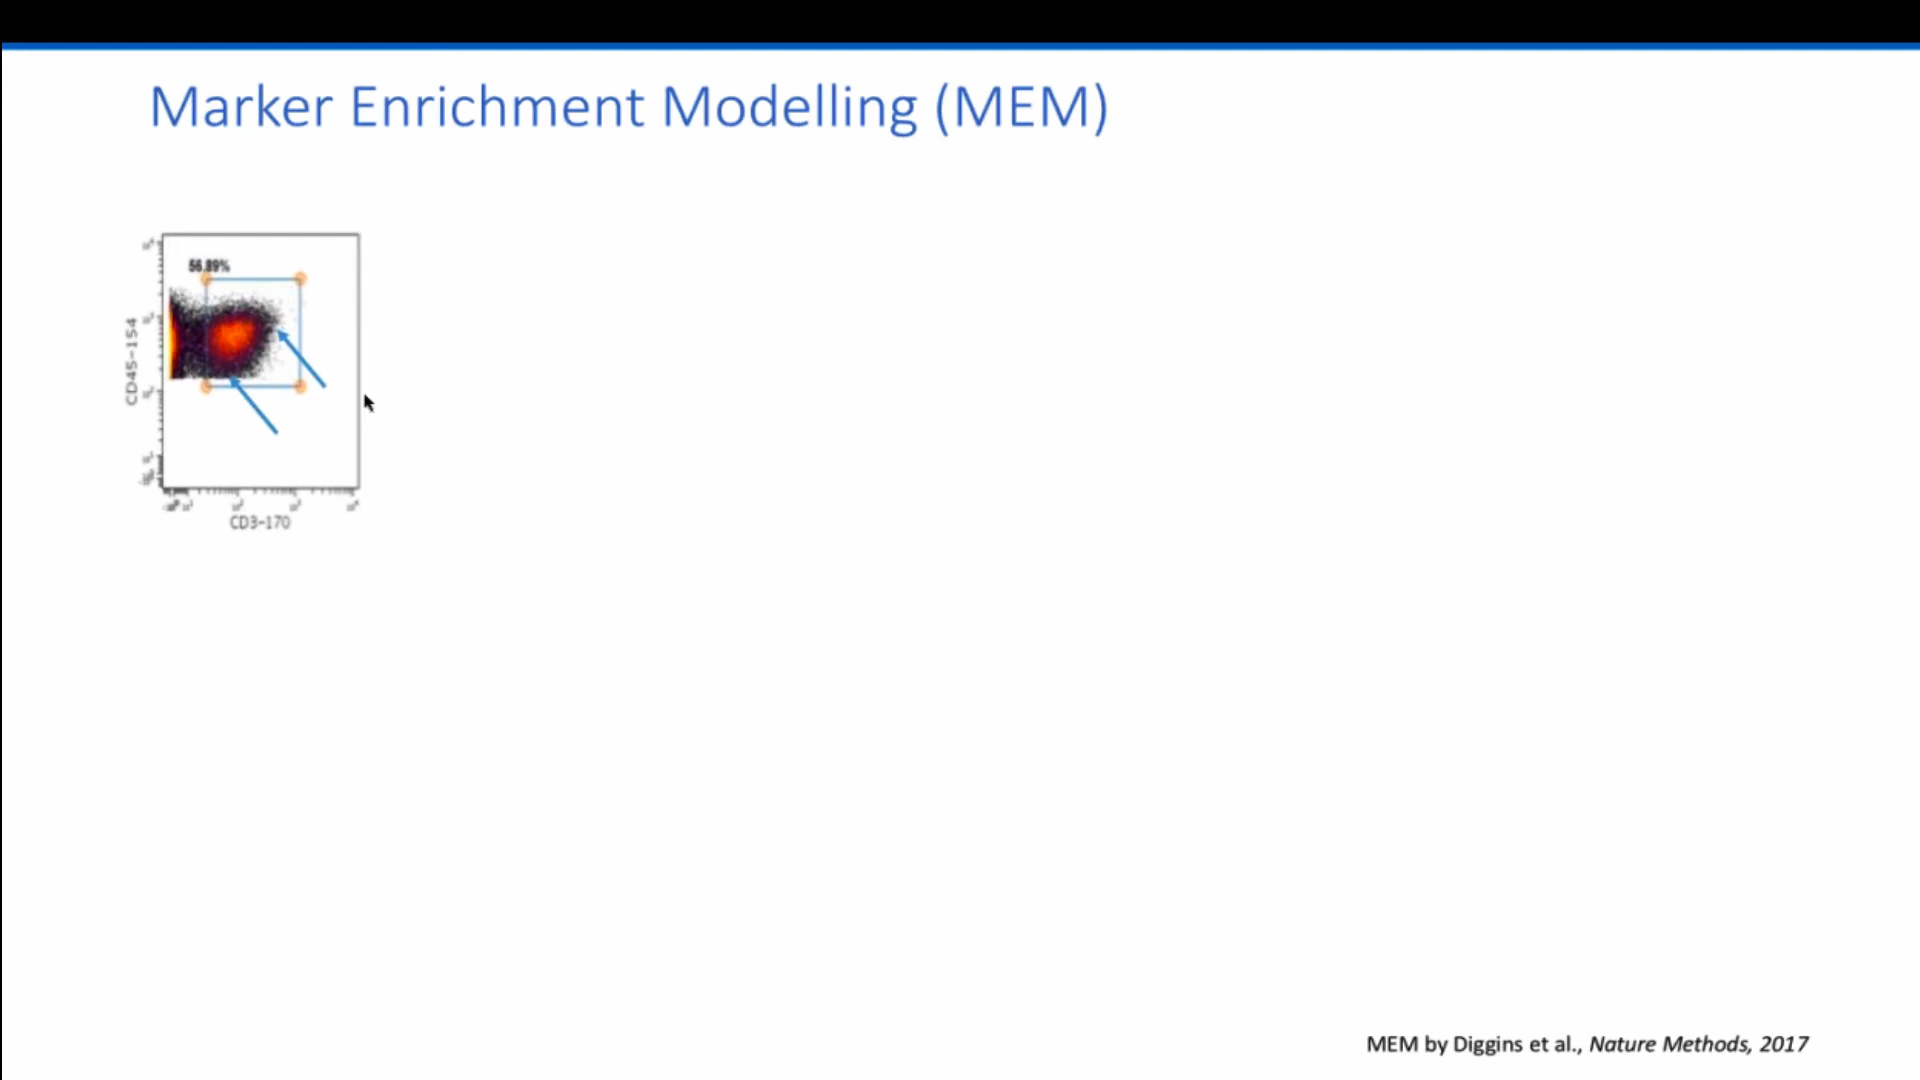 Marker Enrichment Modelling (MEM)
56.89%
CD45-154
CD3-170
MEM by Diggins et al., Nature Methods, 2017